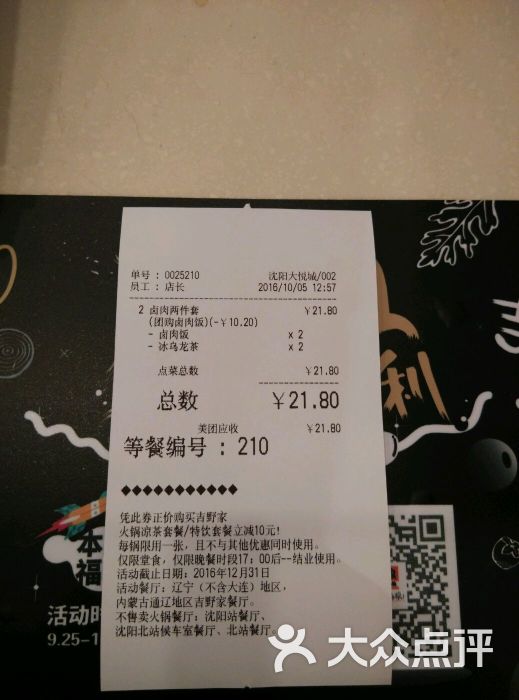 单号 : 0025210 沈阳大悦城/002
员工 : 店长 2016/10/05 12:57
2 卤肉两件套 ￥21.80
(团购卤肉饭)(-￥10.20)
- 卤肉饭 x 2
- 冰乌龙茶 x 2
点菜总数 ￥21.80
总数 ￥21.80
美团应收 ￥21.80
等餐编号 : 210
◆◆◆◆◆◆◆◆◆◆◆
凭此券正价购买吉野家
火锅凉茶套餐/特饮套餐立减10元!
每锅限用一张，且不与其他优惠同时使用。
仅限堂食，仅限晚餐时段17：00后--结业使用。
活动截止日期：2016年12月31日
活动餐厅：辽宁（不含大连）地区，
内蒙古通辽地区吉野家餐厅。
不售卖火锅餐厅：沈阳站餐厅、
沈阳北站候车室餐厅、北站餐厅。
利
本
福
活动时
9.25-1
大众点评